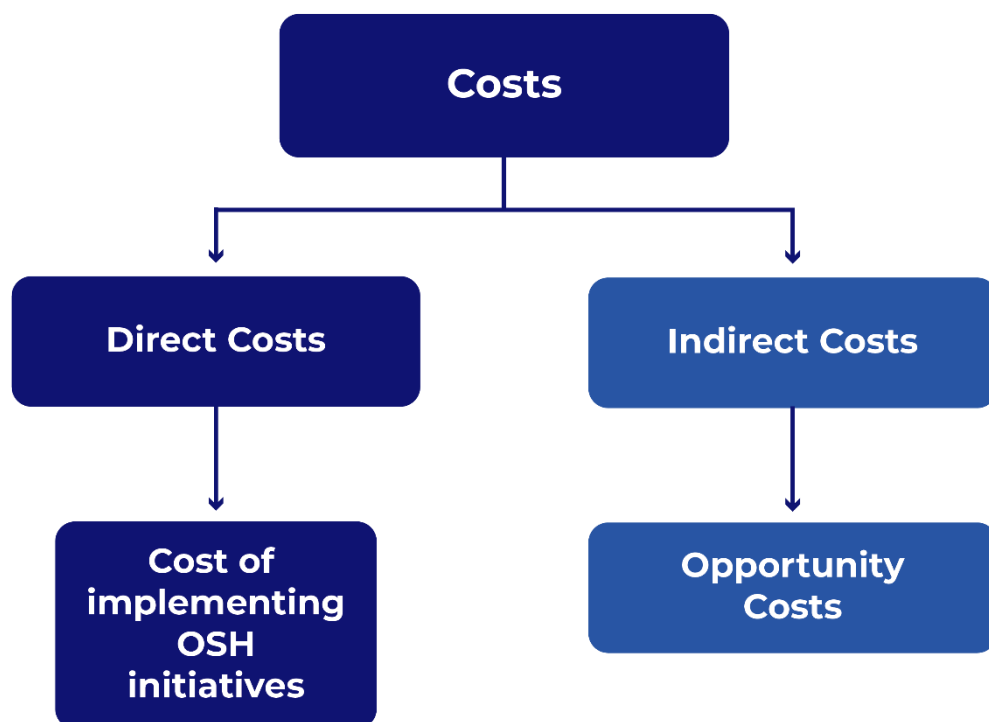 Costs
Direct Costs
Indirect Costs
Cost of
implementing
OSH
initiatives
Opportunity
Costs